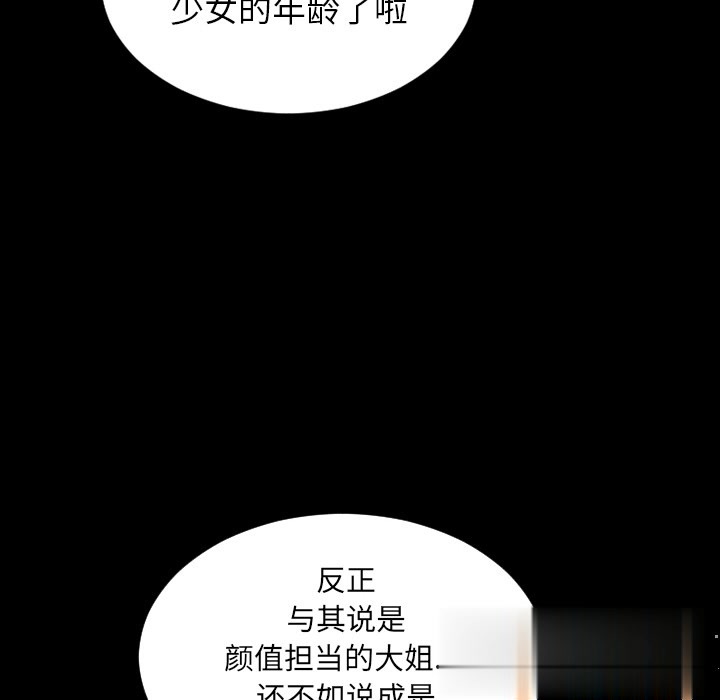 少女的年龄了啦
反正
与其说是
颜值担当的大姐.
还不如说成是